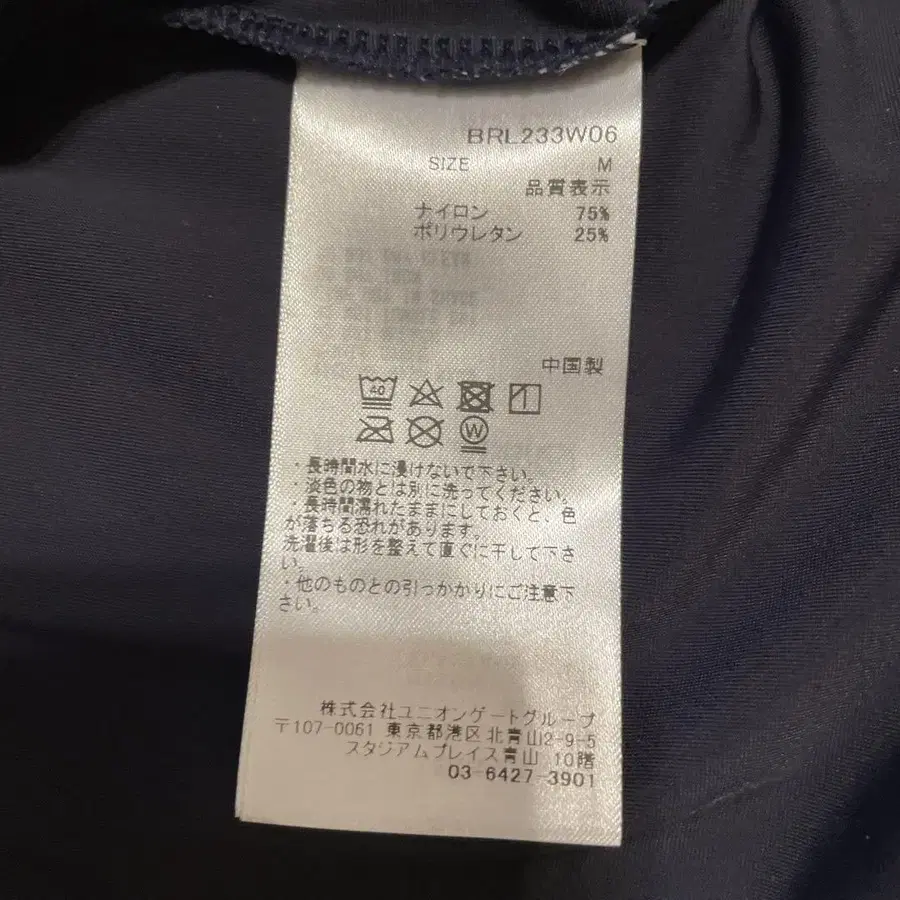 BRL233W06
SIZE M
品質表示
ナイロン 75%
ポリウレタン 25%
中国製
40
W
・長時間水に浸けないで下さい。
・淡色の物とは別に洗ってください。
・長時間濡れたままにしておくと、色
が落ちる恐れがあります。
洗濯後は形を整えて直ぐに干して下さ
い。
・他のものとの引っかかりにご注意下
さい。
株式会社ユニオンゲートグループ
〒107-0061 東京都港区北青山2-9-5
スタジアムプレイス青山 10階
03-6427-3901